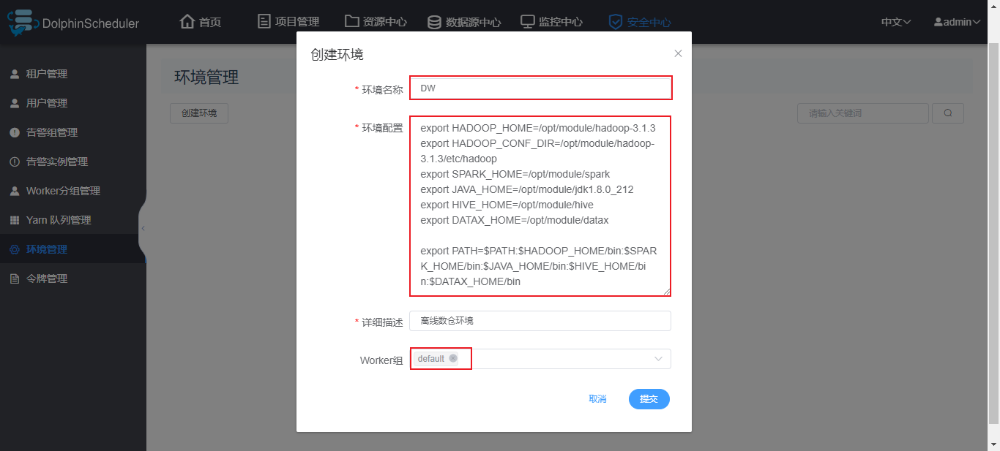 DolphinScheduler
首页
项目管理
资源中心
数据源中心
监控中心
安全中心
中文
admin
租户管理
用户管理
告警组管理
告警实例管理
Worker分组管理
Yarn 队列管理
环境管理
令牌管理
环境管理
创建环境
请输入关键词
创建环境
* 环境名称
DW
* 环境配置
export HADOOP_HOME=/opt/module/hadoop-3.1.3
export HADOOP_CONF_DIR=/opt/module/hadoop-
3.1.3/etc/hadoop
export SPARK_HOME=/opt/module/spark
export JAVA_HOME=/opt/module/jdk1.8.0_212
export HIVE_HOME=/opt/module/hive
export DATAX_HOME=/opt/module/datax
export PATH=$PATH:$HADOOP_HOME/bin:$SPAR
K_HOME/bin:$JAVA_HOME/bin:$HIVE_HOME/bi
n:$DATAX_HOME/bin
* 详细描述
离线数仓环境
Worker组
default
取消
提交